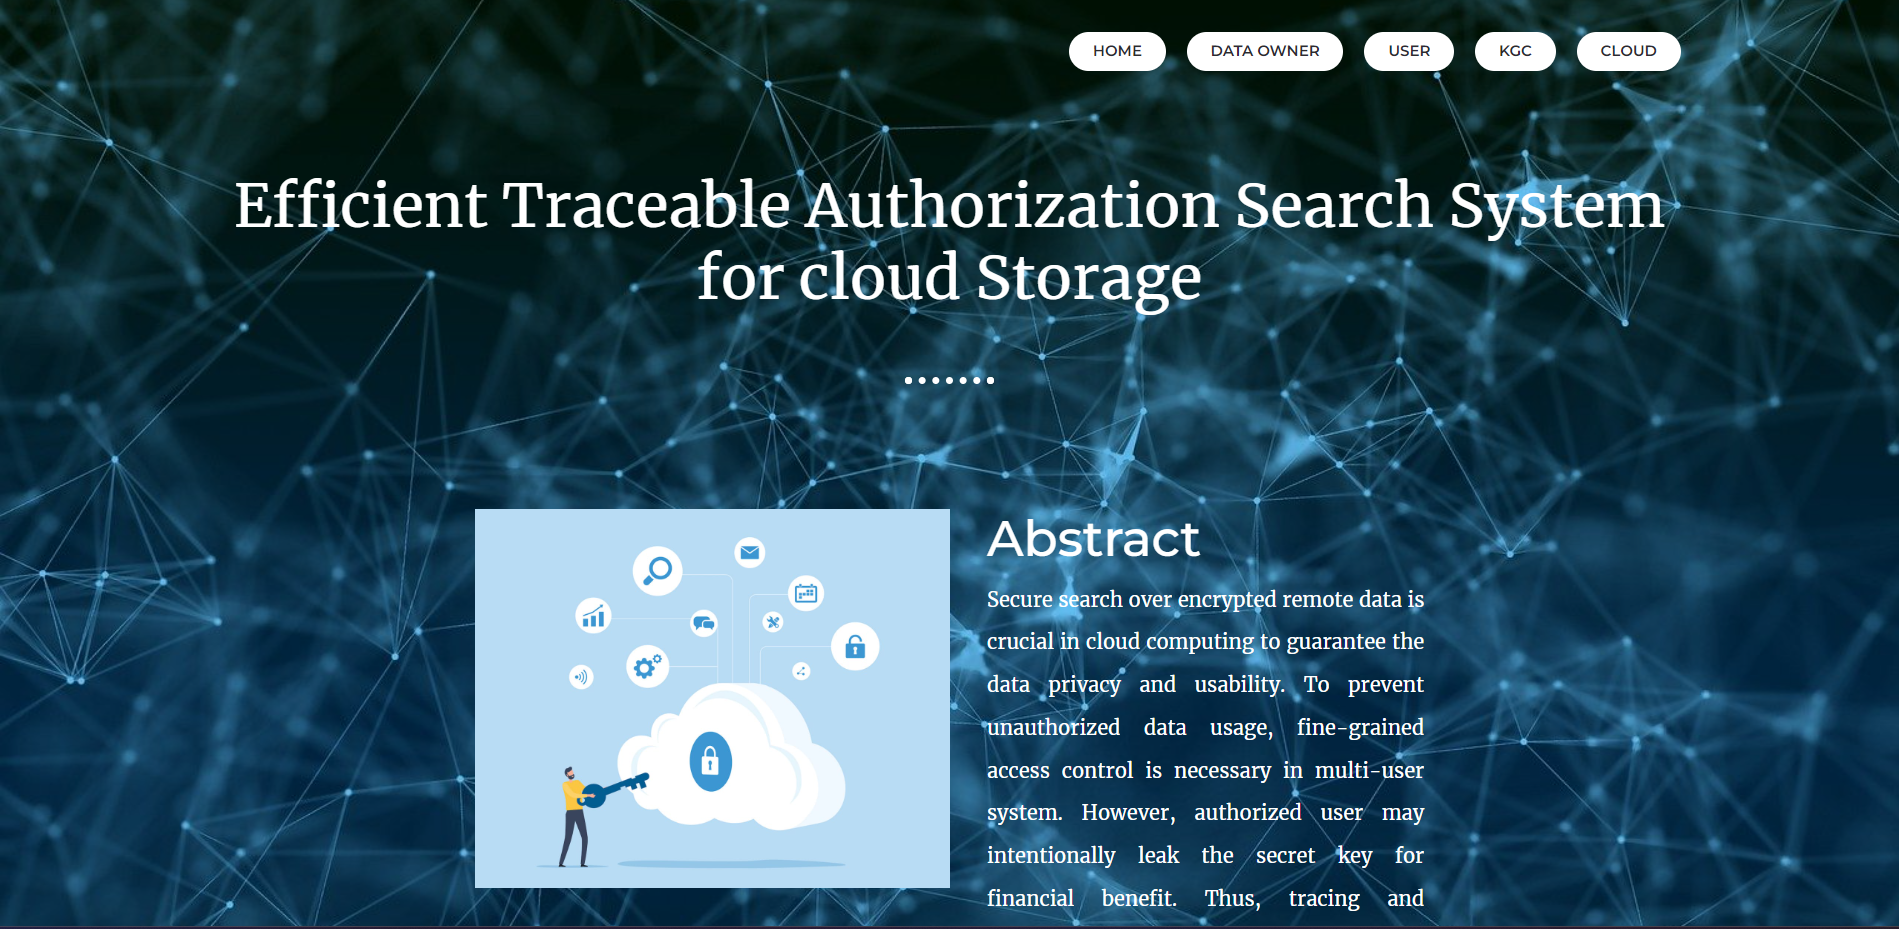 HOME DATA OWNER USER KGC CLOUD
Efficient Traceable Authorization Search System
for cloud Storage
Abstract
Secure search over encrypted remote data is
crucial in cloud computing to guarantee the
data privacy and usability. To prevent
unauthorized data usage, fine-grained
access control is necessary in multi-user
system. However, authorized user may
intentionally leak the secret key for
financial benefit. Thus, tracing and